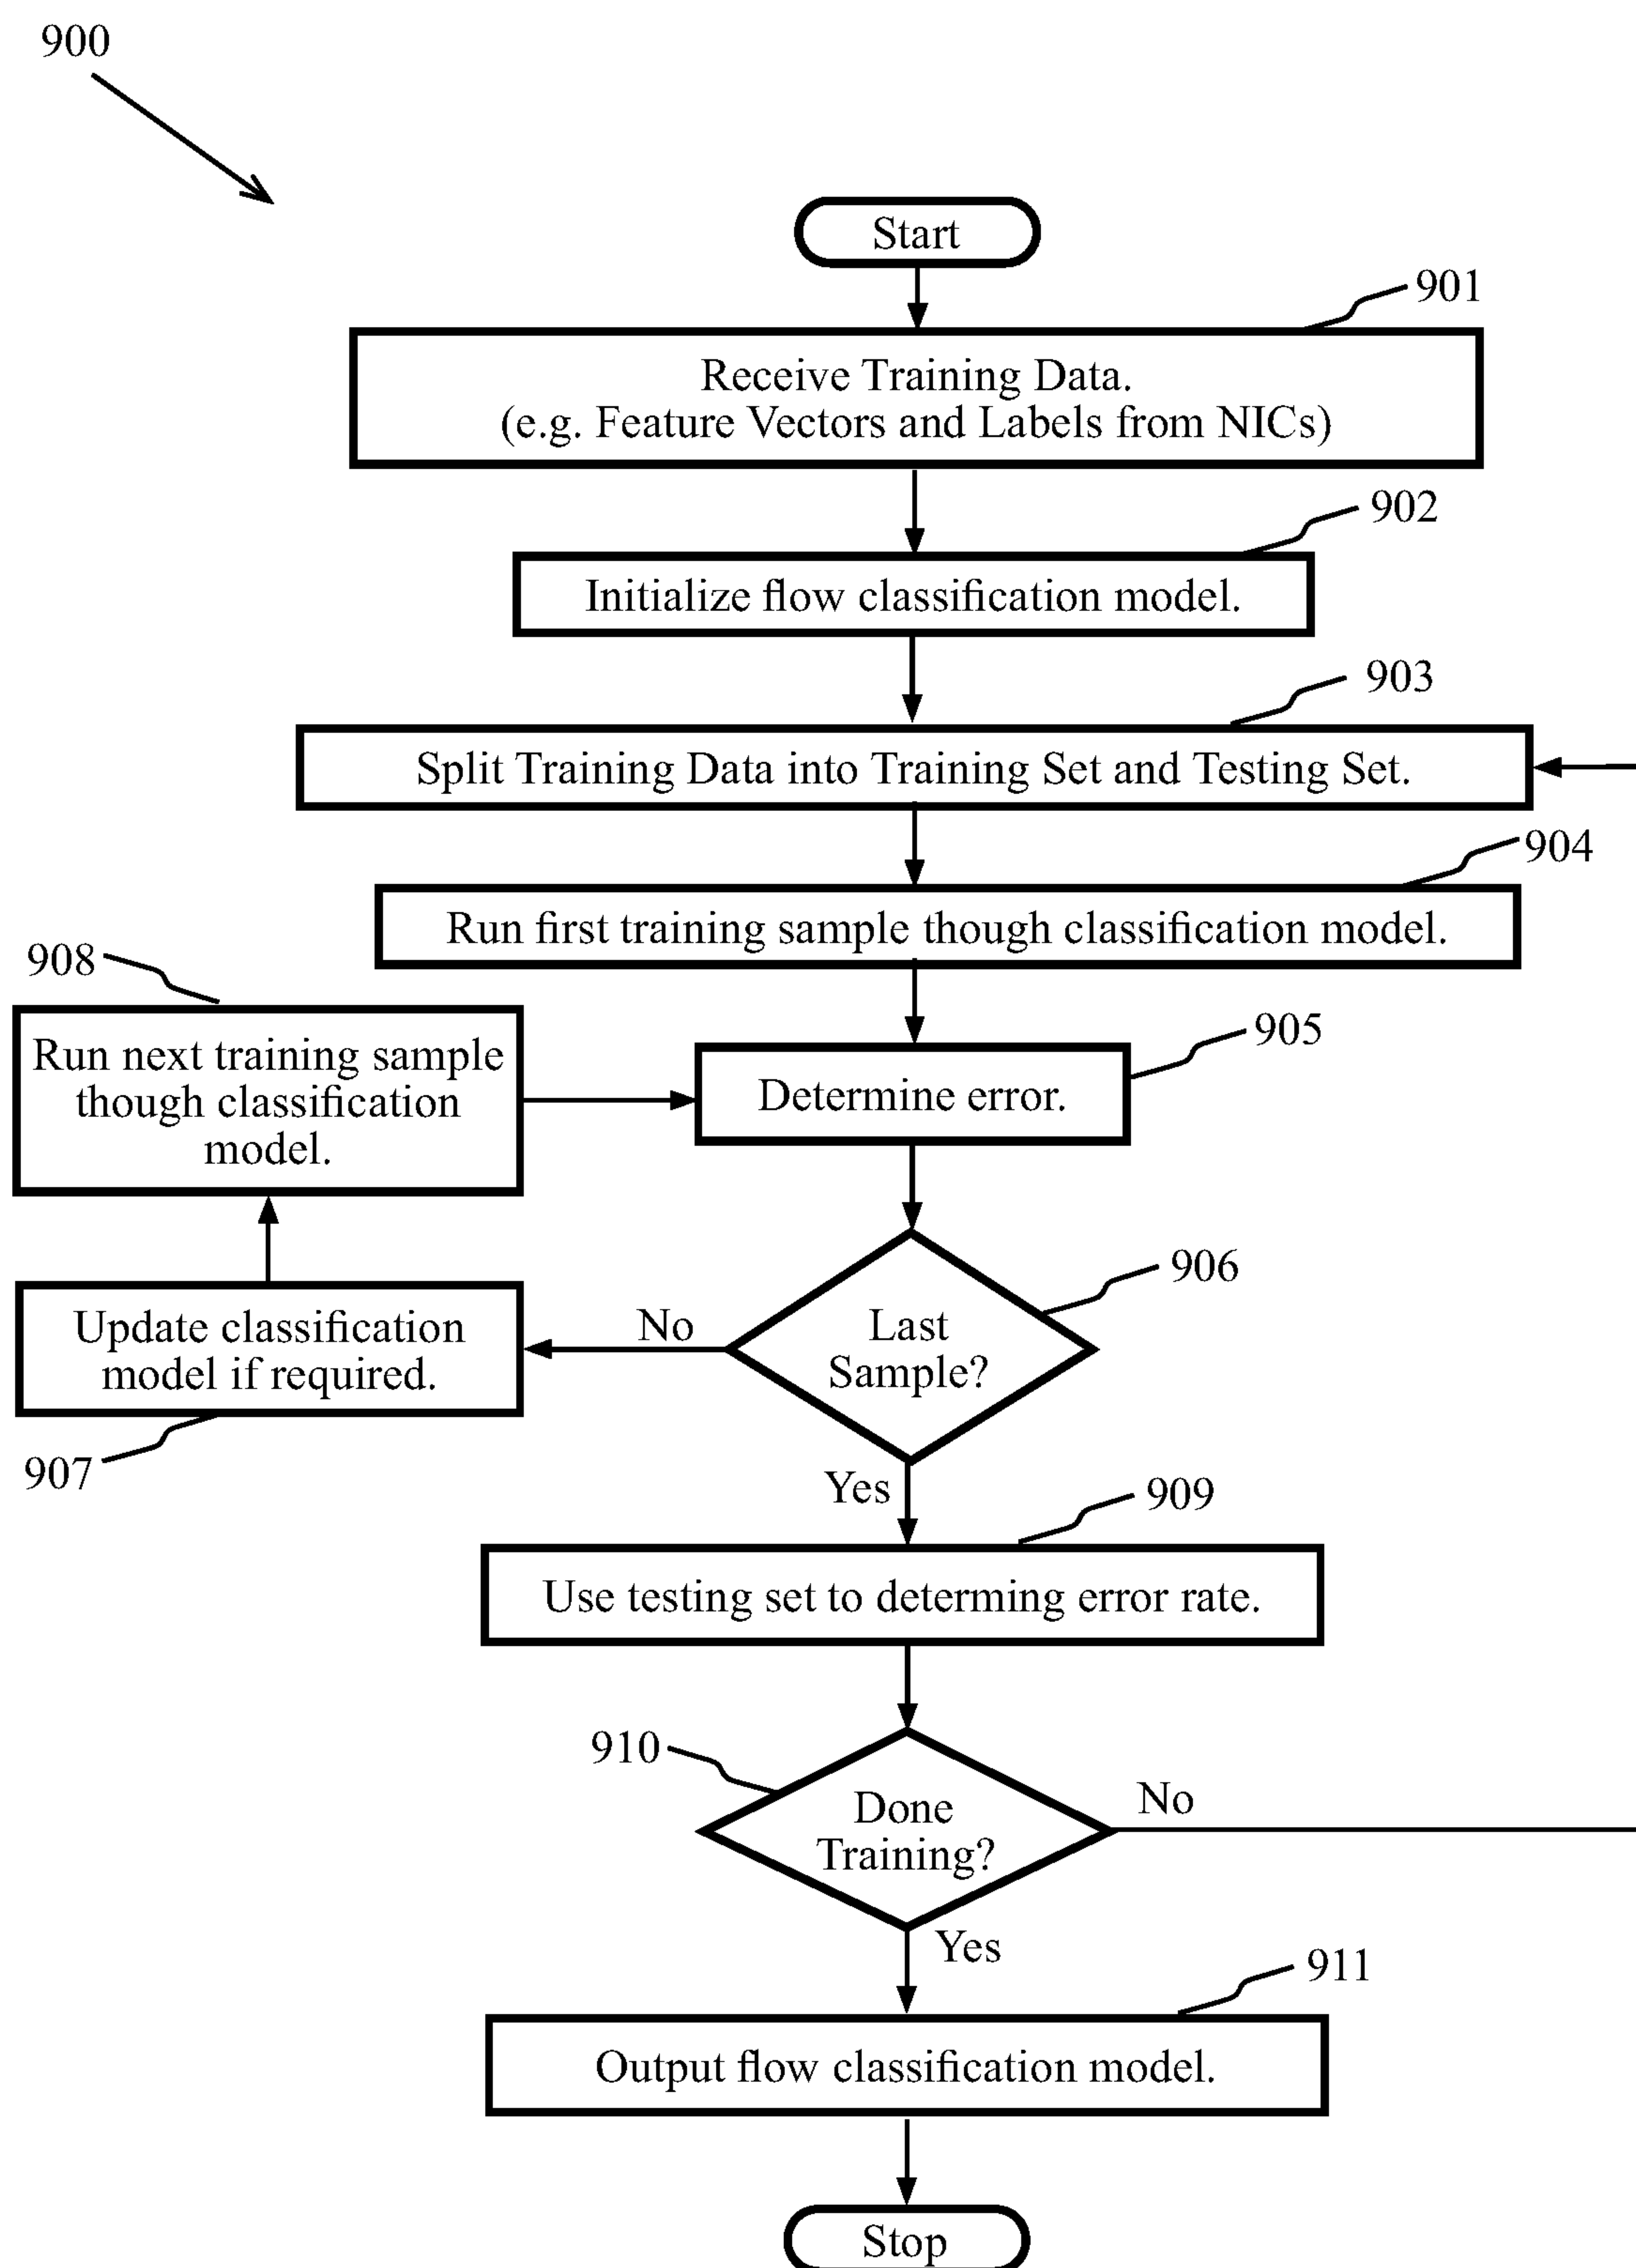 900
Start
901
Receive Training Data.
(e.g. Feature Vectors and Labels from NICs)
902
Initialize flow classification model.
903
Split Training Data into Training Set and Testing Set.
904
Run first training sample though classification model.
908
Run next training sample
though classification
model.
905
Determine error.
906
Last
Sample?
No
Update classification
model if required.
907
Yes
909
Use testing set to determing error rate.
910
Done
Training?
No
Yes
911
Output flow classification model.
Stop